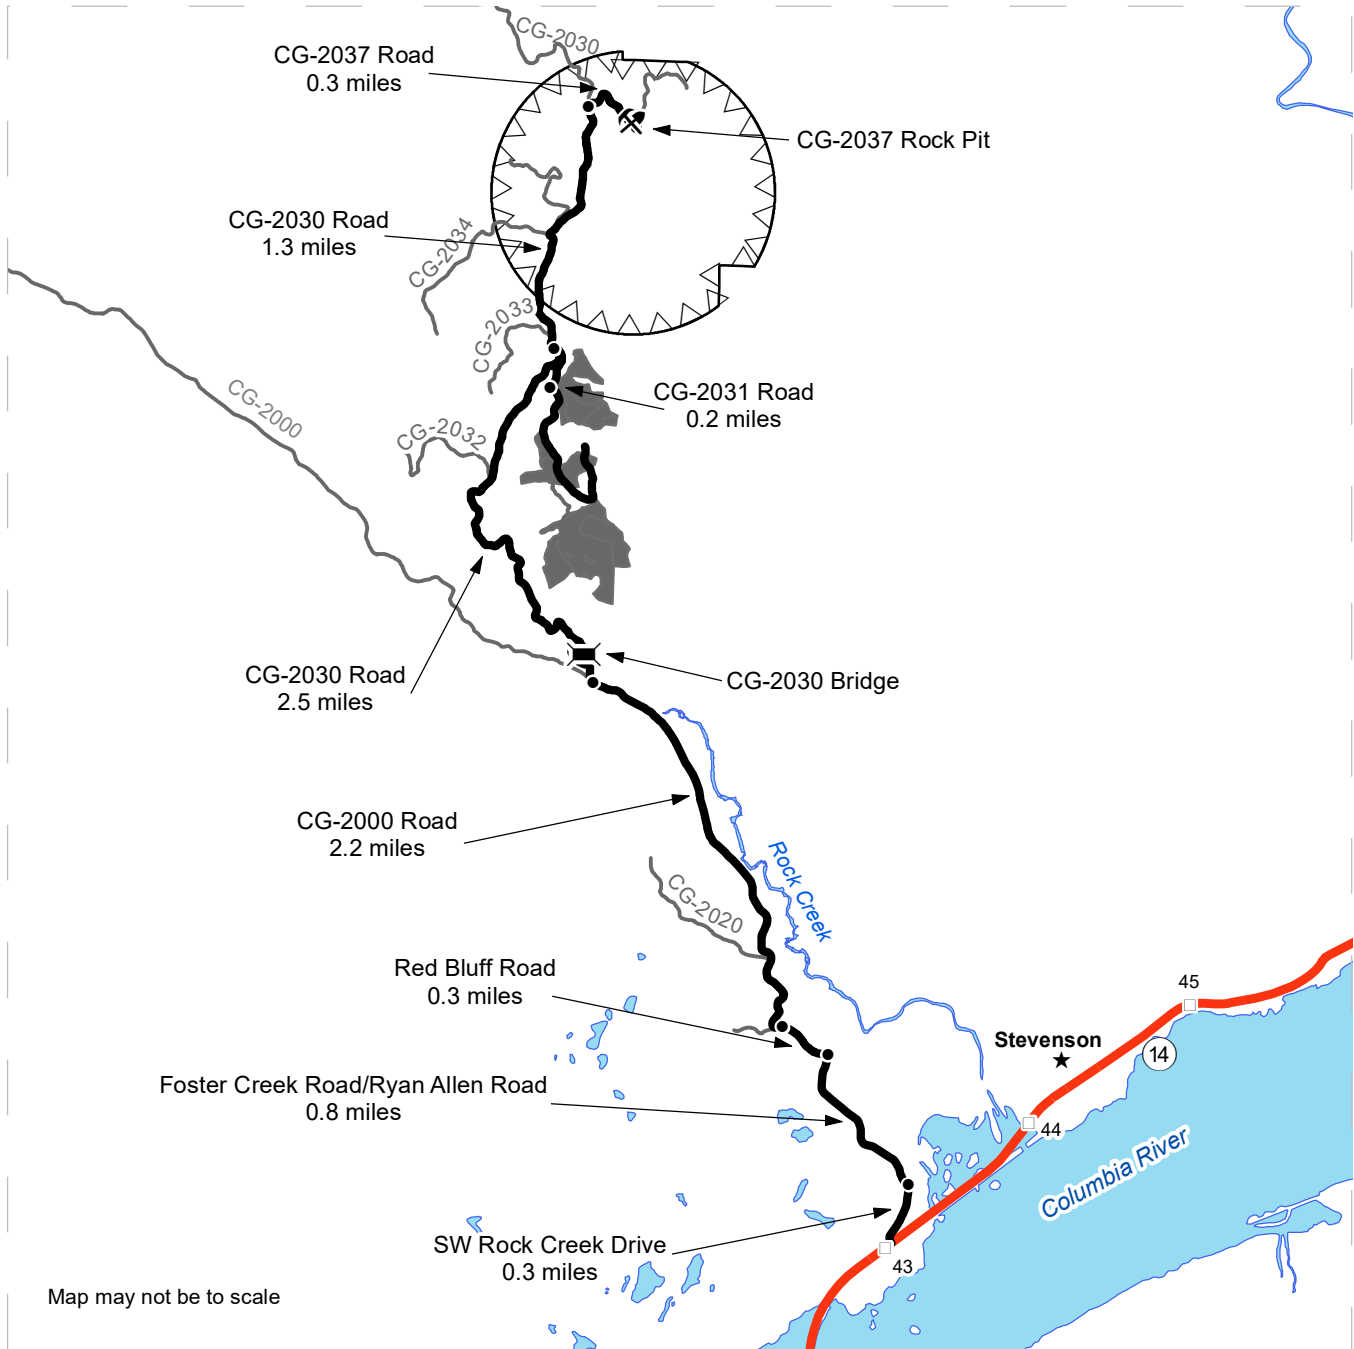 CG-2030
CG-2037 Road
0.3 miles
CG-2037 Rock Pit
CG-2030 Road
1.3 miles
CG-2034
CG-2033
CG-2031 Road
0.2 miles
CG-2000
CG-2032
CG-2030 Road
2.5 miles
CG-2030 Bridge
CG-2000 Road
2.2 miles
Rock Creek
CG-2020
Red Bluff Road
0.3 miles
45
Stevenson
14
Foster Creek Road/Ryan Allen Road
0.8 miles
44
Columbia River
SW Rock Creek Drive
0.3 miles
43
Map may not be to scale